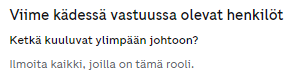 Viime kädessä vastuussa olevat henkilöt
Ketkä kuuluvat ylimpään johtoon?
Ilmoita kaikki, joilla on tämä rooli.